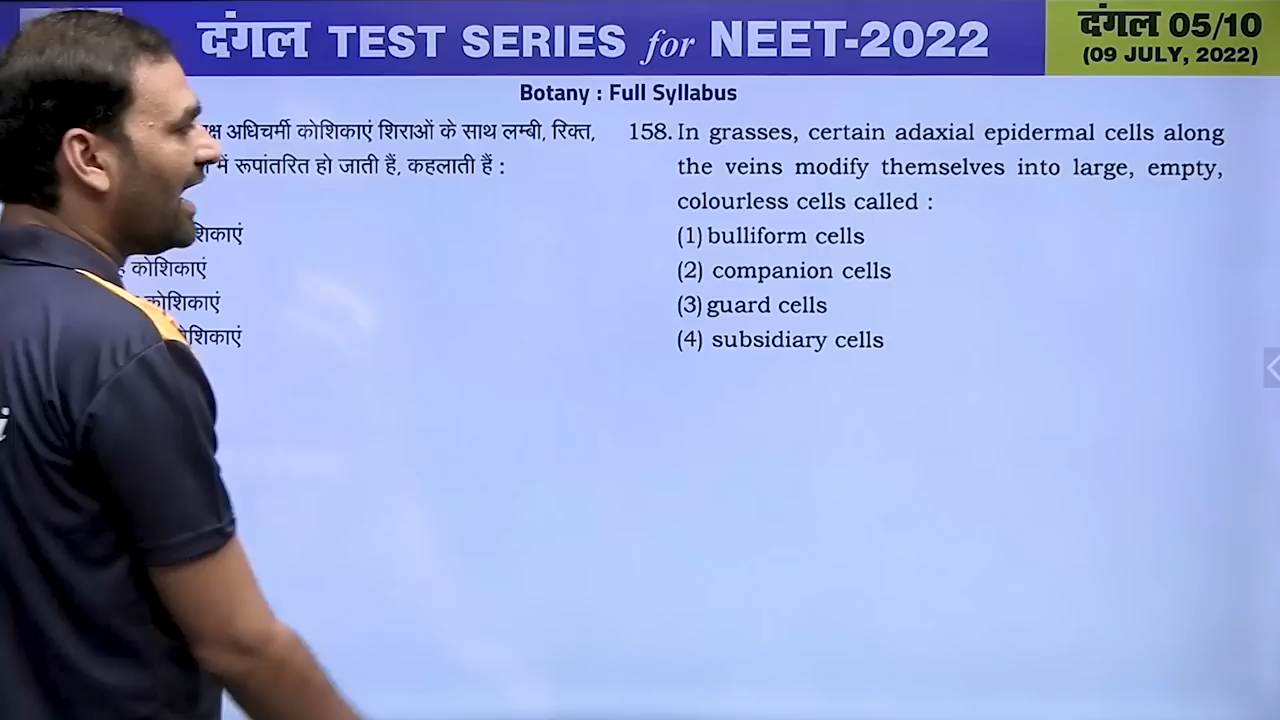 दंगल TEST SERIES for NEET-2022
दंगल 05/10
(09 JULY, 2022)
Botany : Full Syllabus
अधिचर्मी कोशिकाएं शिराओं के साथ लम्बी, रिक्त,
में रूपांतरित हो जाती हैं, कहलाती हैं :
कोशिकाएं
158. In grasses, certain adaxial epidermal cells along
the veins modify themselves into large, empty,
colourless cells called :
(1) bulliform cells
(2) companion cells
(3) guard cells
(4) subsidiary cells